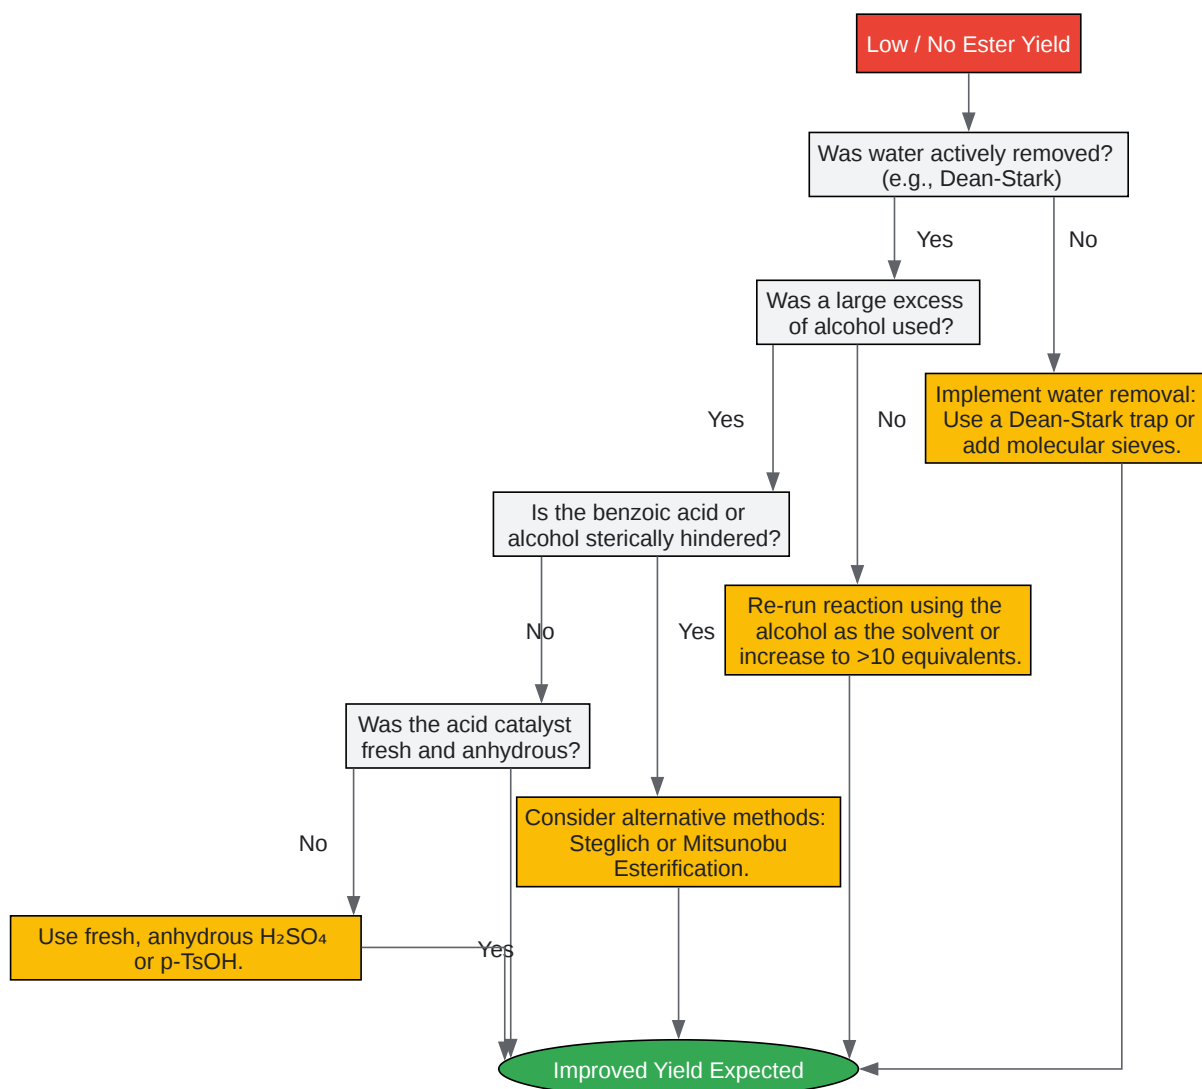 Low / No Ester Yield
Was water actively removed?
(e.g., Dean-Stark)
Yes
No
Was a large excess
of alcohol used?
Implement water removal:
Use a Dean-Stark trap or
add molecular sieves.
Yes
No
Is the benzoic acid or
alcohol sterically hindered?
Re-run reaction using the
alcohol as the solvent or
increase to >10 equivalents.
No
Yes
Was the acid catalyst
fresh and anhydrous?
Consider alternative methods:
Steglich or Mitsunobu
Esterification.
No
Use fresh, anhydrous H₂SO₄
or p-TsOH.
Yes
Improved Yield Expected